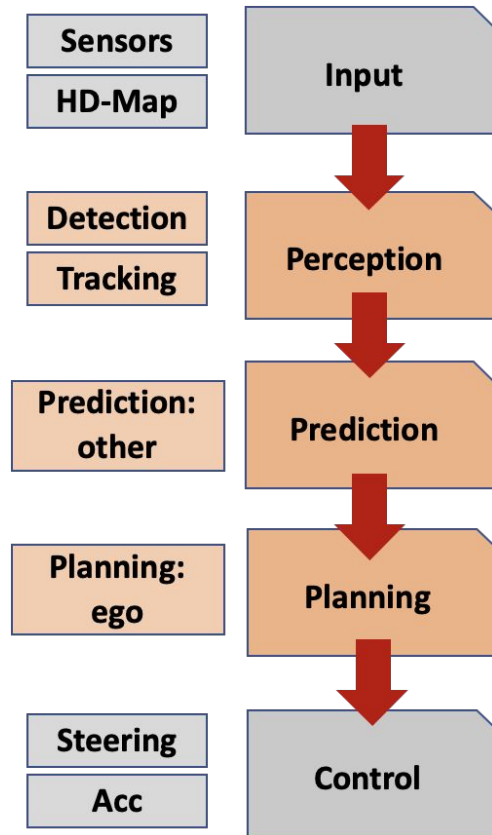 Sensors
HD-Map
Input
Detection
Tracking
Perception
Prediction:
other
Prediction
Planning:
ego
Planning
Steering
Acc
Control